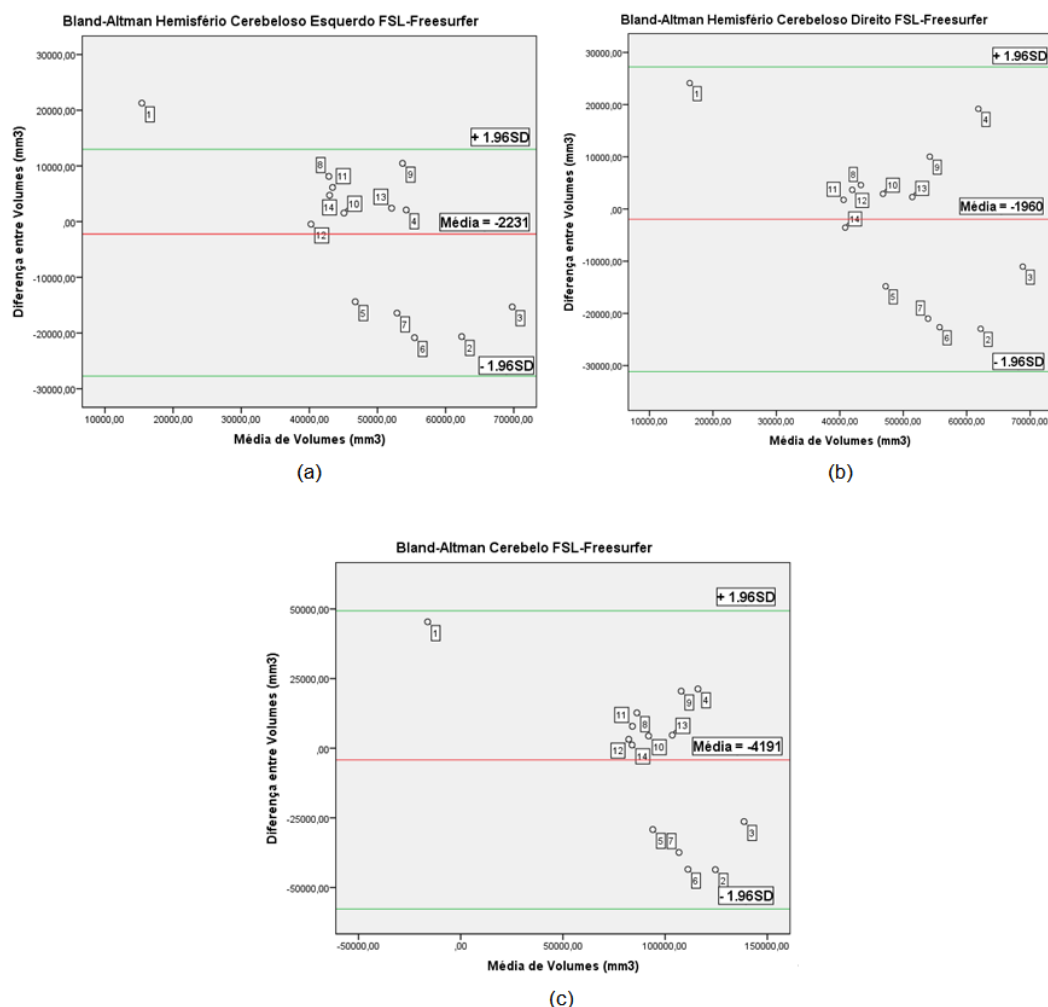 Bland-Altman Hemisfério Cerebeloso Esquerdo FSL-Freesurfer
Diferença entre Volumes (mm3)
30000,00
20000,00
10000,00
,00
-10000,00
-20000,00
-30000,00
+ 1.96SD
Média = -2231
- 1.96SD
1
8
11
9
13
14
10
4
12
5
7
3
6
2
10000,00 20000,00 30000,00 40000,00 50000,00 60000,00 70000,00
Média de Volumes (mm3)
(a)
Bland-Altman Hemisfério Cerebeloso Direito FSL-Freesurfer
Diferença entre Volumes (mm3)
30000,00
20000,00
10000,00
,00
-10000,00
-20000,00
-30000,00
+ 1.96SD
Média = -1960
- 1.96SD
1
4
9
8
11
10
13
12
14
3
5
7
6
2
10000,00 20000,00 30000,00 40000,00 50000,00 60000,00 70000,00
Média de Volumes (mm3)
(b)
Bland-Altman Cerebelo FSL-Freesurfer
Diferença entre Volumes (mm3)
50000,00
25000,00
,00
-25000,00
-50000,00
+ 1.96SD
Média = -4191
- 1.96SD
1
9
4
11
8
13
12
10
14
5
7
3
6
2
-50000,00 ,00 50000,00 100000,00 150000,00
Média de Volumes (mm3)
(c)